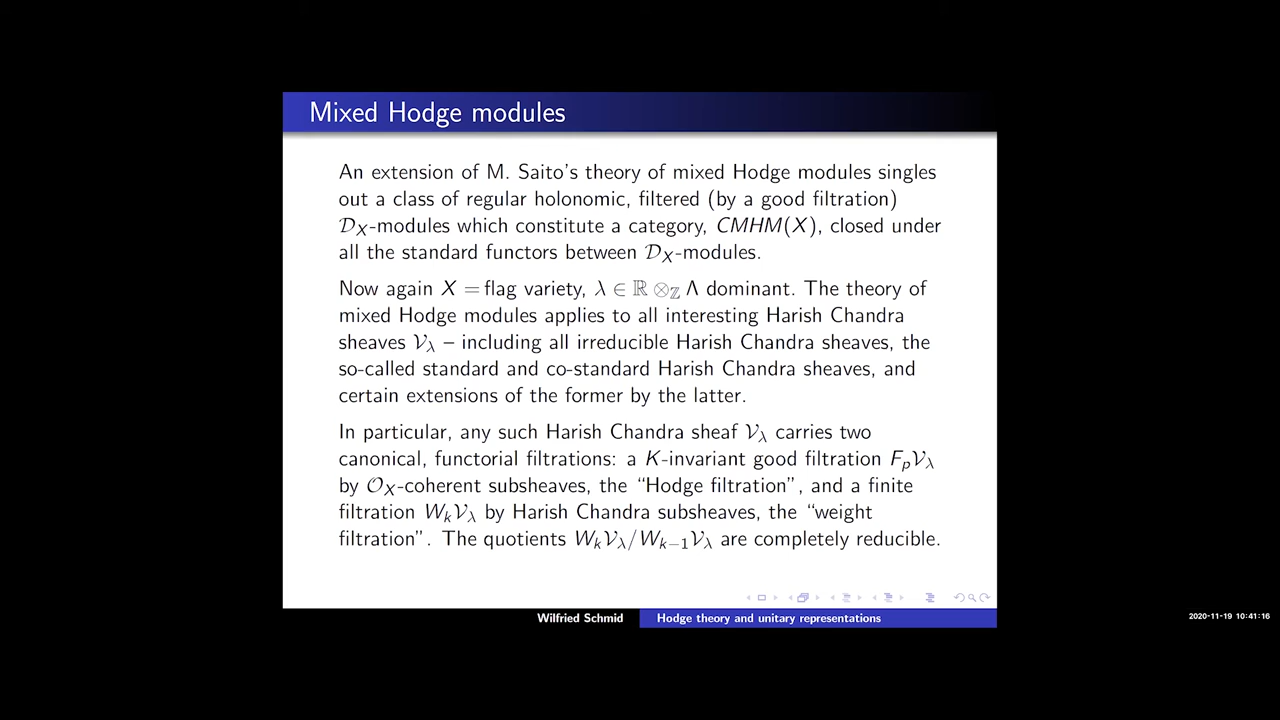 Mixed Hodge modules
An extension of M. Saito's theory of mixed Hodge modules singles
out a class of regular holonomic, filtered (by a good filtration)
𝒟_X-modules which constitute a category, CMHM(X), closed under
all the standard functors between 𝒟_X-modules.
Now again X = flag variety, λ ∈ ℝ ⊗_ℤ Λ dominant. The theory of
mixed Hodge modules applies to all interesting Harish Chandra
sheaves 𝒱_λ – including all irreducible Harish Chandra sheaves, the
so-called standard and co-standard Harish Chandra sheaves, and
certain extensions of the former by the latter.
In particular, any such Harish Chandra sheaf 𝒱_λ carries two
canonical, functorial filtrations: a K-invariant good filtration F_p𝒱_λ
by 𝒪_X-coherent subsheaves, the “Hodge filtration”, and a finite
filtration W_k𝒱_λ by Harish Chandra subsheaves, the “weight
filtration”. The quotients W_k𝒱_λ/W_{k−1}𝒱_λ are completely reducible.
Wilfried Schmid
Hodge theory and unitary representations
2020-11-19 10:41:16